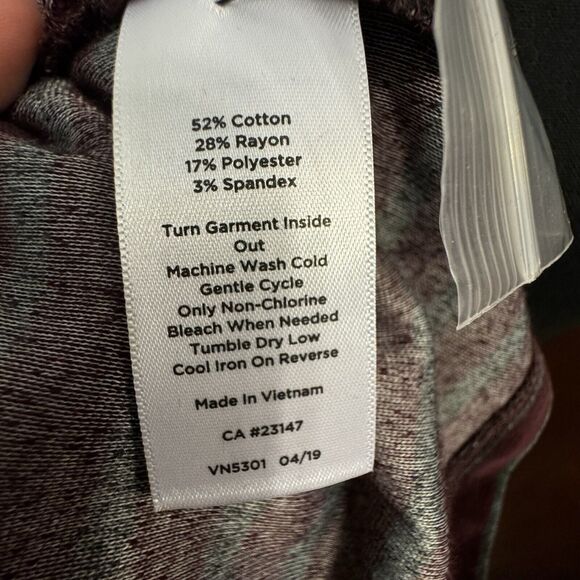 52% Cotton
28% Rayon
17% Polyester
3% Spandex
Turn Garment Inside
Out
Machine Wash Cold
Gentle Cycle
Only Non-Chlorine
Bleach When Needed
Tumble Dry Low
Cool Iron On Reverse
Made In Vietnam
CA #23147
VN5301 04/19